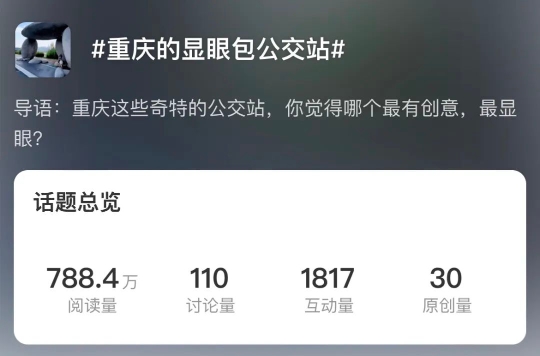 #重庆的显眼包公交站#
导语：重庆这些奇特的公交站，你觉得哪个最有创意，最显
眼？
话题总览
788.4万 110 1817 30
阅读量 讨论量 互动量 原创量